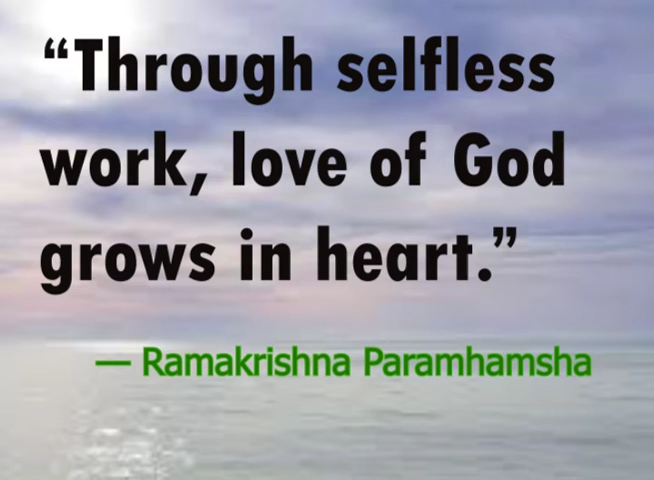 “Through selfless
work, love of God
grows in heart.”
— Ramakrishna Paramhamsha